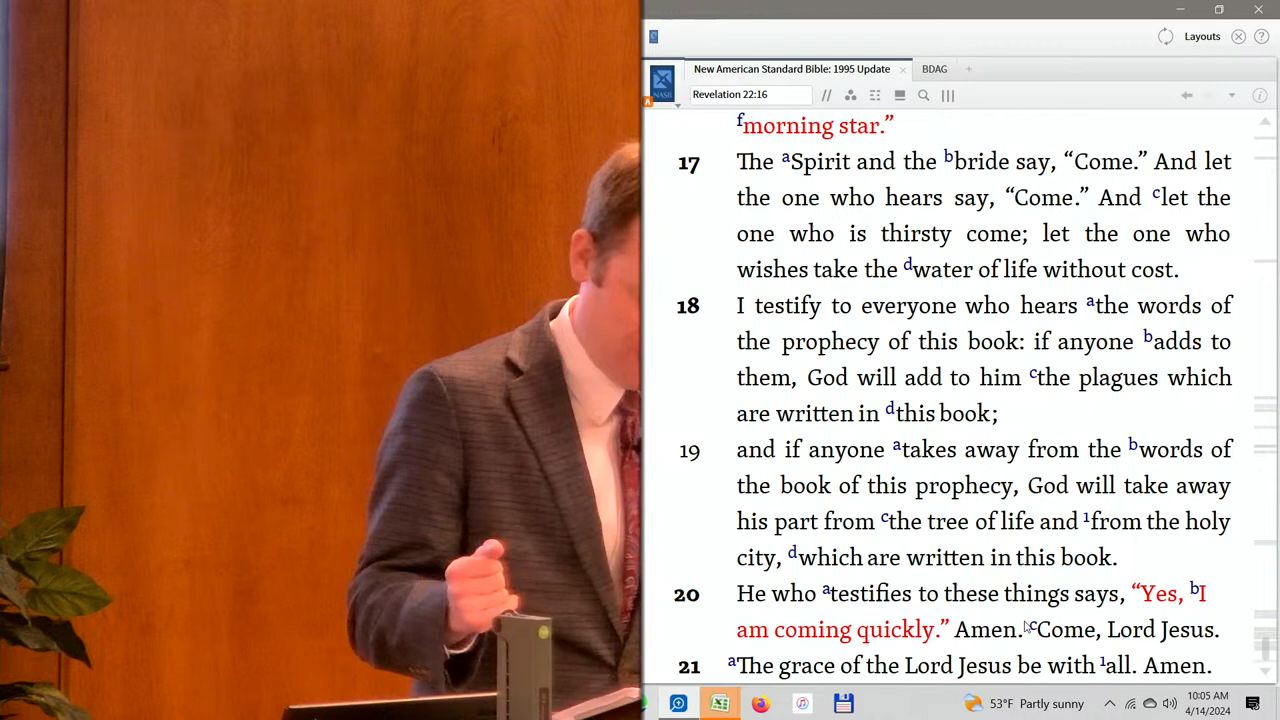 Layouts
New American Standard Bible: 1995 Update
BDAG
NASB
Revelation 22:16
fmorning star.”
17 The aSpirit and the bbride say, “Come.” And let
the one who hears say, “Come.” And clet the
one who is thirsty come; let the one who
wishes take the dwater of life without cost.
18 I testify to everyone who hears athe words of
the prophecy of this book: if anyone badds to
them, God will add to him cthe plagues which
are written in dthis book;
19 and if anyone atakes away from the bwords of
the book of this prophecy, God will take away
his part from cthe tree of life and 1from the holy
city, dwhich are written in this book.
20 He who atestifies to these things says, “Yes, bI
am coming quickly.” Amen. cCome, Lord Jesus.
21 aThe grace of the Lord Jesus be with 1all. Amen.
53°F Partly sunny
10:05 AM
4/14/2024